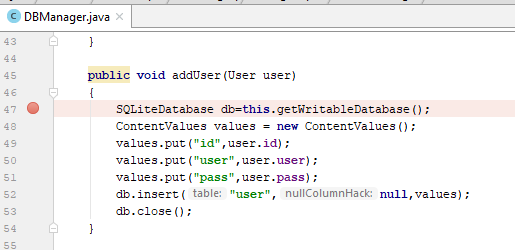 DBManager.java
43 }
44
45 public void addUser(User user)
46 {
47 SQLiteDatabase db=this.getWritableDatabase();
48 ContentValues values = new ContentValues();
49 values.put("id",user.id);
50 values.put("user",user.user);
51 values.put("pass",user.pass);
52 db.insert( table: "user", nullColumnHack: null,values);
53 db.close();
54 }
55